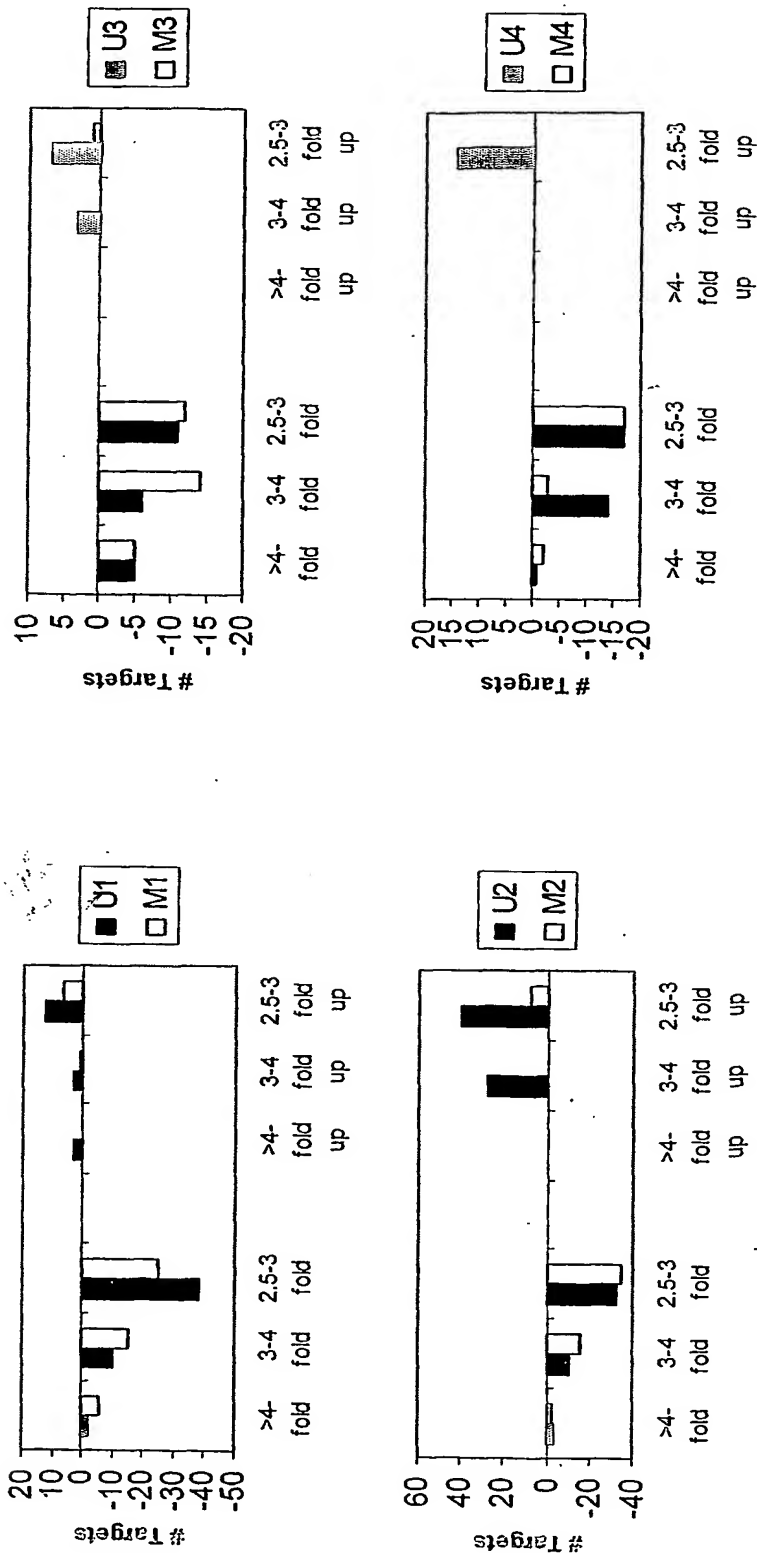 # Targets
20
10
0
-10
-20
-30
-40
-50
>4- 3-4 2.5-3 >4- 3-4 2.5-3
fold fold fold fold fold fold
up up up
U1
M1
# Targets
10
5
0
-5
-10
-15
-20
>4- 3-4 2.5-3 >4- 3-4 2.5-3
fold fold fold fold fold fold
up up up
U3
M3
# Targets
60
40
20
0
-20
-40
>4- 3-4 2.5-3 >4- 3-4 2.5-3
fold fold fold fold fold fold
up up up
U2
M2
# Targets
20
15
10
5
0
-5
-10
-15
-20
>4- 3-4 2.5-3 >4- 3-4 2.5-3
fold fold fold fold fold fold
up up up
U4
M4